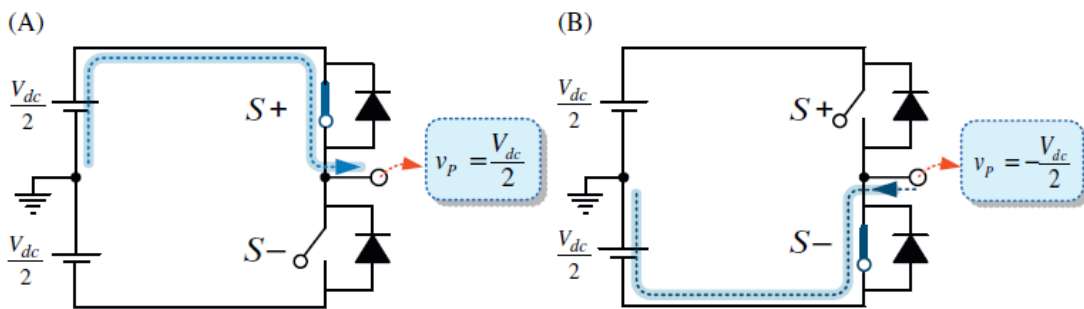 (A)
V_dc/2
S+
v_P = V_dc/2
V_dc/2
S−
(B)
V_dc/2
S+
v_P = −V_dc/2
V_dc/2
S−